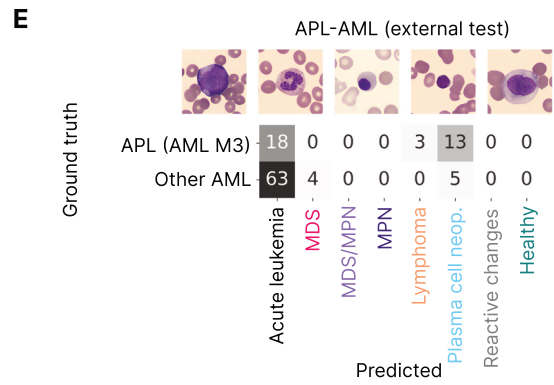 E
APL-AML (external test)
Ground truth
APL (AML M3) 18 0 0 0 3 13 0 0
Other AML 63 4 0 0 0 5 0 0
Acute leukemia
MDS
MDS/MPN
MPN
Lymphoma
Plasma cell neop.
Reactive changes
Healthy
Predicted